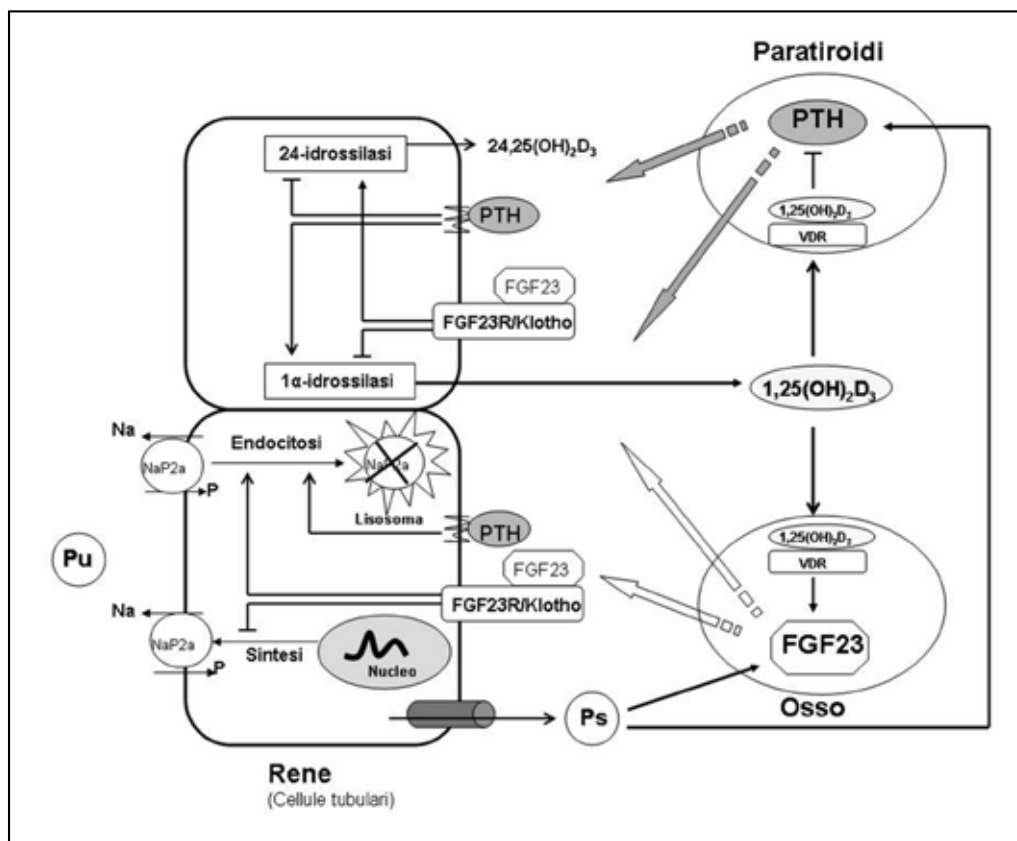 Paratiroidi
PTH
1,25(OH)₂D₃
VDR
24-idrossilasi
24,25(OH)₂D₃
PTH
FGF23
FGF23R/Klotho
1α-idrossilasi
1,25(OH)₂D₃
Na
NaP2a
P
Endocitosi
NaP2a
Lisosoma
PTH
FGF23
FGF23R/Klotho
Pu
Na
NaP2a
P
Sintesi
Nucleo
1,25(OH)₂D₃
VDR
FGF23
Osso
Ps
Rene
(Cellule tubulari)